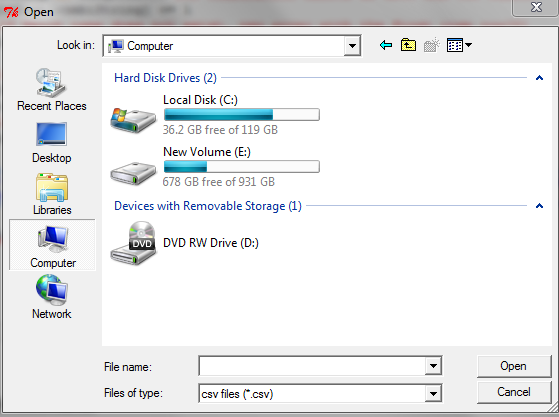 Open
Look in: Computer
Recent Places
Desktop
Libraries
Computer
Network
Hard Disk Drives (2)
Local Disk (C:)
36.2 GB free of 119 GB
New Volume (E:)
678 GB free of 931 GB
Devices with Removable Storage (1)
DVD
DVD RW Drive (D:)
File name:
Open
Files of type: csv files (*.csv)
Cancel